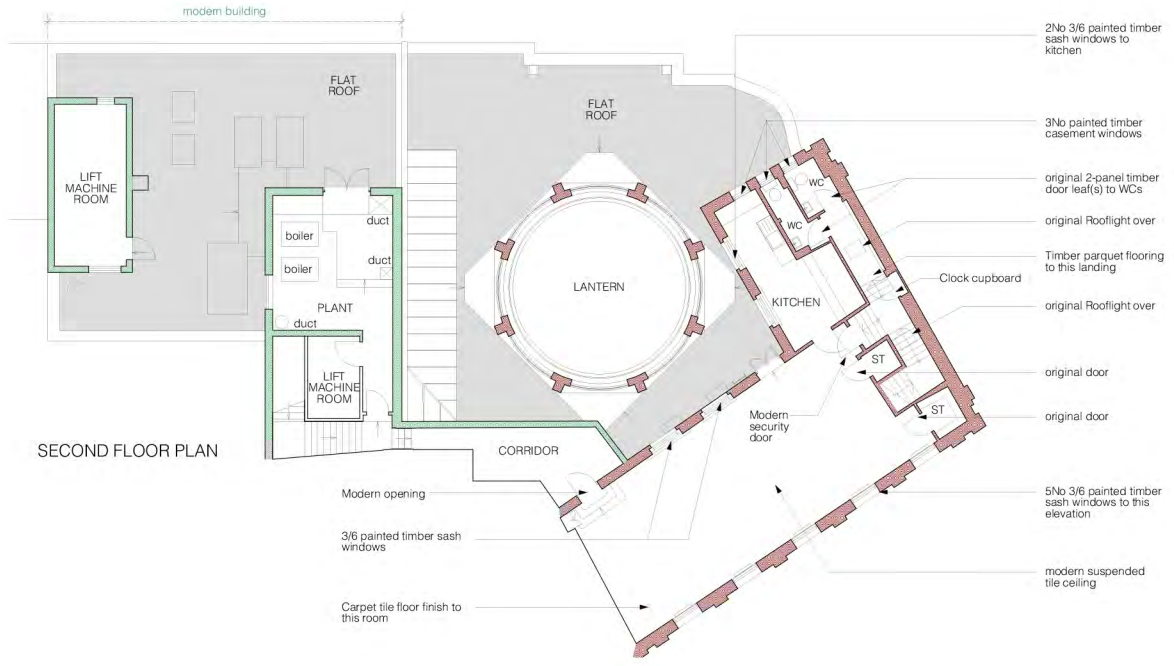 modern building
2No 3/6 painted timber
sash windows to
kitchen
FLAT
ROOF
FLAT
ROOF
3No painted timber
casement windows
LIFT
MACHINE
ROOM
WC
original 2-panel timber
door leaf(s) to WCs
duct
WC
original Rooflight over
boiler
duct
boiler
Timber parquet flooring
to this landing
Clock cupboard
LANTERN
KITCHEN
original Rooflight over
PLANT
duct
ST
LIFT
MACHINE
ROOM
original door
ST
Modern
security
door
original door
SECOND FLOOR PLAN
CORRIDOR
Modern opening
5No 3/6 painted timber
sash windows to this
elevation
3/6 painted timber sash
windows
modern suspended
tile ceiling
Carpet tile floor finish to
this room